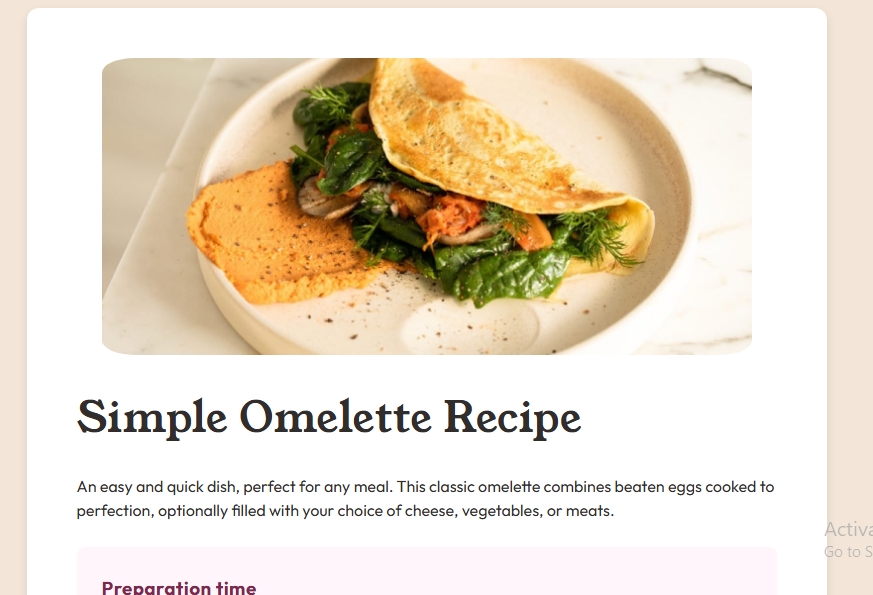 Simple Omelette Recipe
An easy and quick dish, perfect for any meal. This classic omelette combines beaten eggs cooked to
perfection, optionally filled with your choice of cheese, vegetables, or meats.
Activa
Go to S
Preparation time